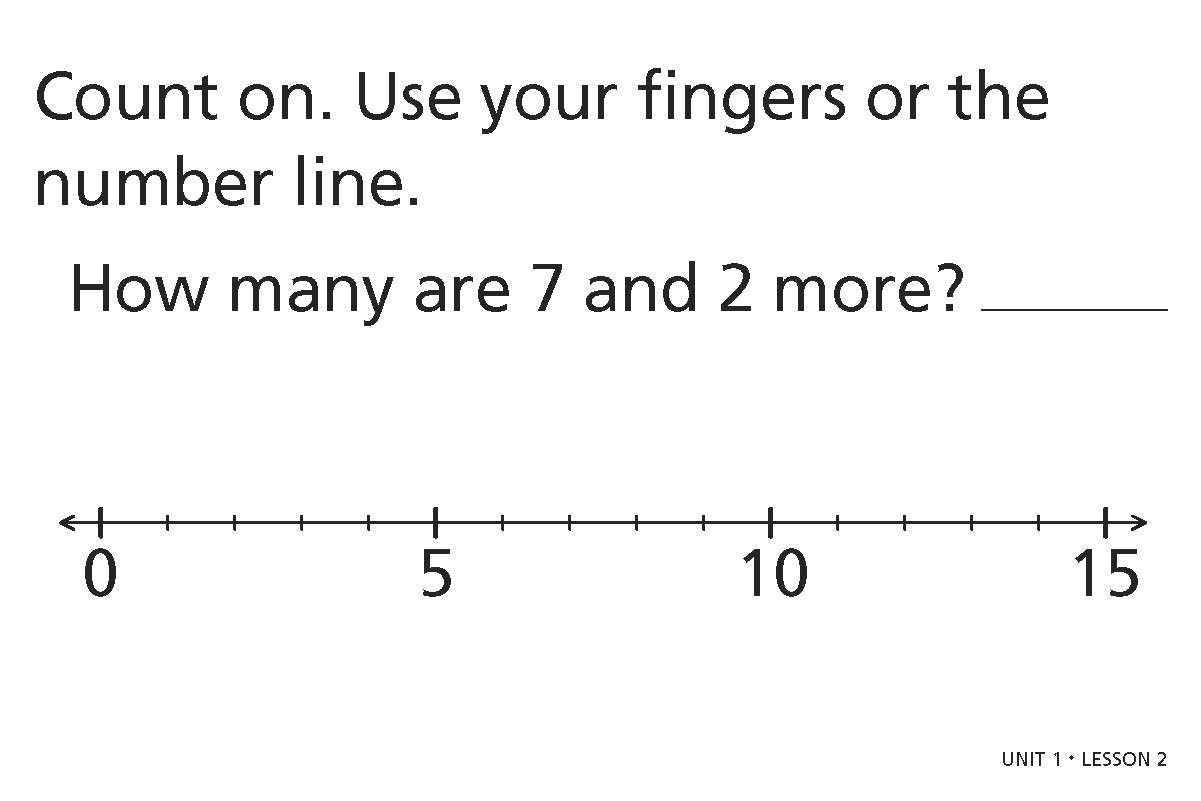 Count on. Use your fingers or the
number line.
How many are 7 and 2 more? ________
0 5 10 15
UNIT 1 • LESSON 2